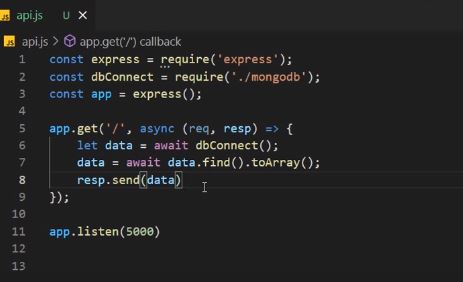 JS api.js U X
JS api.js > app.get('/') callback
1 const express = require('express');
2 const dbConnect = require('./mongodb');
3 const app = express();
4
5 app.get('/', async (req, resp) => {
6 let data = await dbConnect();
7 data = await data.find().toArray();
8 resp.send(data)
9 });
10
11 app.listen(5000)
12
13